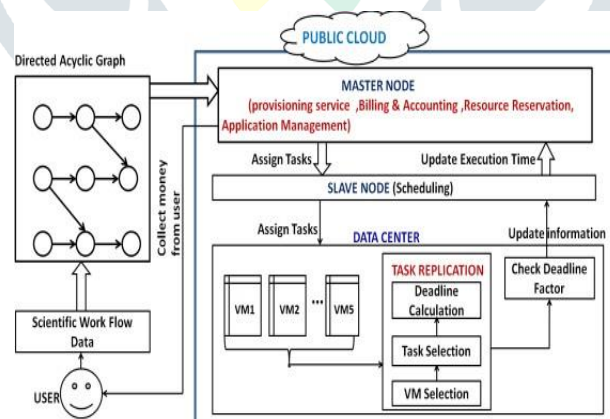 PUBLIC CLOUD
Directed Acyclic Graph
MASTER NODE
(provisioning service ,Billing & Accounting ,Resource Reservation,
Application Management)
Collect money
from user
Assign Tasks
Update Execution Time
SLAVE NODE (Scheduling)
Assign Tasks
DATA CENTER
Update information
VM1
VM2
...
VM5
TASK REPLICATION
Deadline
Calculation
Task Selection
VM Selection
Check Deadline
Factor
Scientific Work Flow
Data
USER